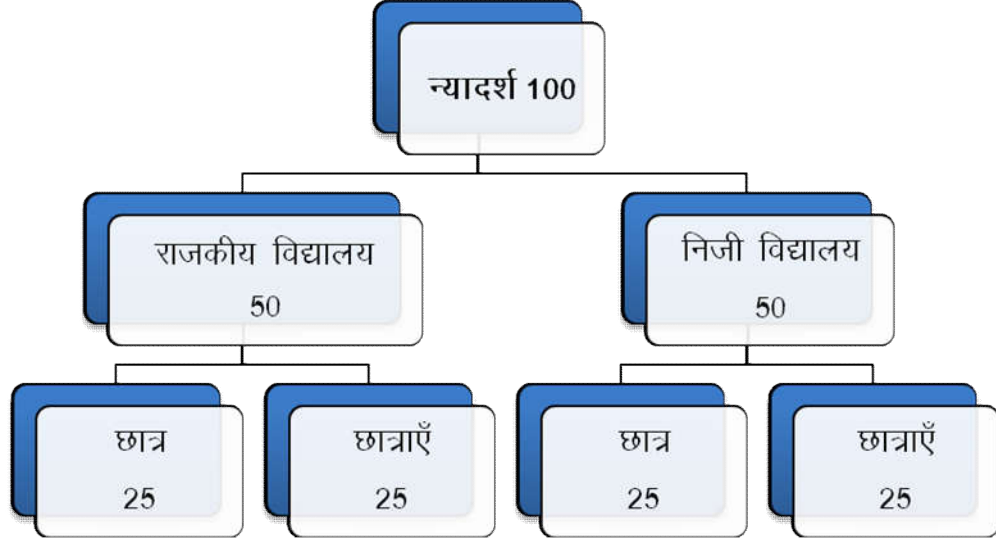 न्यादर्श 100
राजकीय विद्यालय
50
निजी विद्यालय
50
छात्र
25
छात्राएँ
25
छात्र
25
छात्राएँ
25